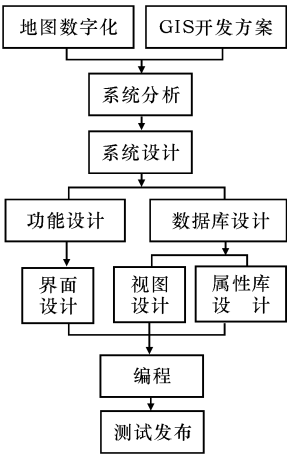 地图数字化
GIS开发方案
系统分析
系统设计
功能设计
数据库设计
界面
设计
视图
设计
属性库
设 计
编程
测试发布